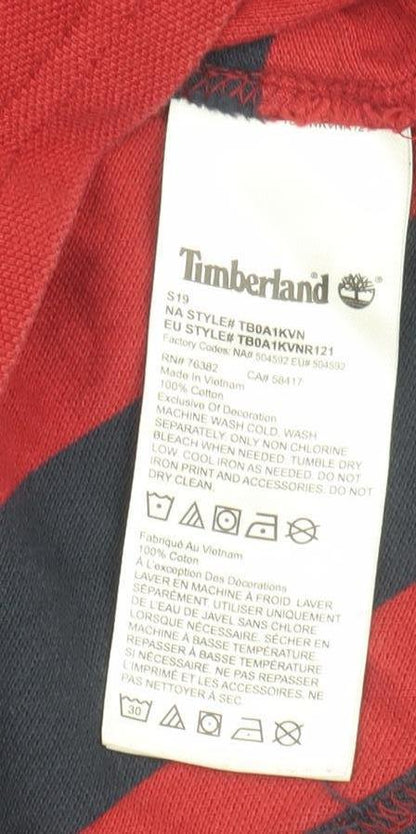 Timberland
S19
NA STYLE# TB0A1KVN
EU STYLE# TB0A1KVNR121
Factory Codes: NA# 504592 EU# 504592
RN# 76382 CA# 58417
Made In Vietnam
100% Cotton
Exclusive Of Decoration
MACHINE WASH COLD. WASH
SEPARATELY. ONLY NON CHLORINE
BLEACH WHEN NEEDED. TUMBLE DRY
LOW. COOL IRON AS NEEDED. DO NOT
IRON PRINT AND ACCESSORIES. DO NOT
DRY CLEAN.
Fabriqué Au Vietnam
100% Coton
À L'exception Des Décorations
LAVER EN MACHINE À FROID. LAVER
SÉPARÉMENT. UTILISER UNIQUEMENT
DE L'EAU DE JAVEL SANS CHLORE
LORSQUE NÉCESSAIRE. SÉCHER EN
MACHINE À BASSE TEMPÉRATURE.
REPASSER À BASSE TEMPÉRATURE
SI NÉCESSAIRE. NE PAS REPASSER
L'IMPRIMÉ ET LES ACCESSOIRES. NE
PAS NETTOYER À SEC.
30